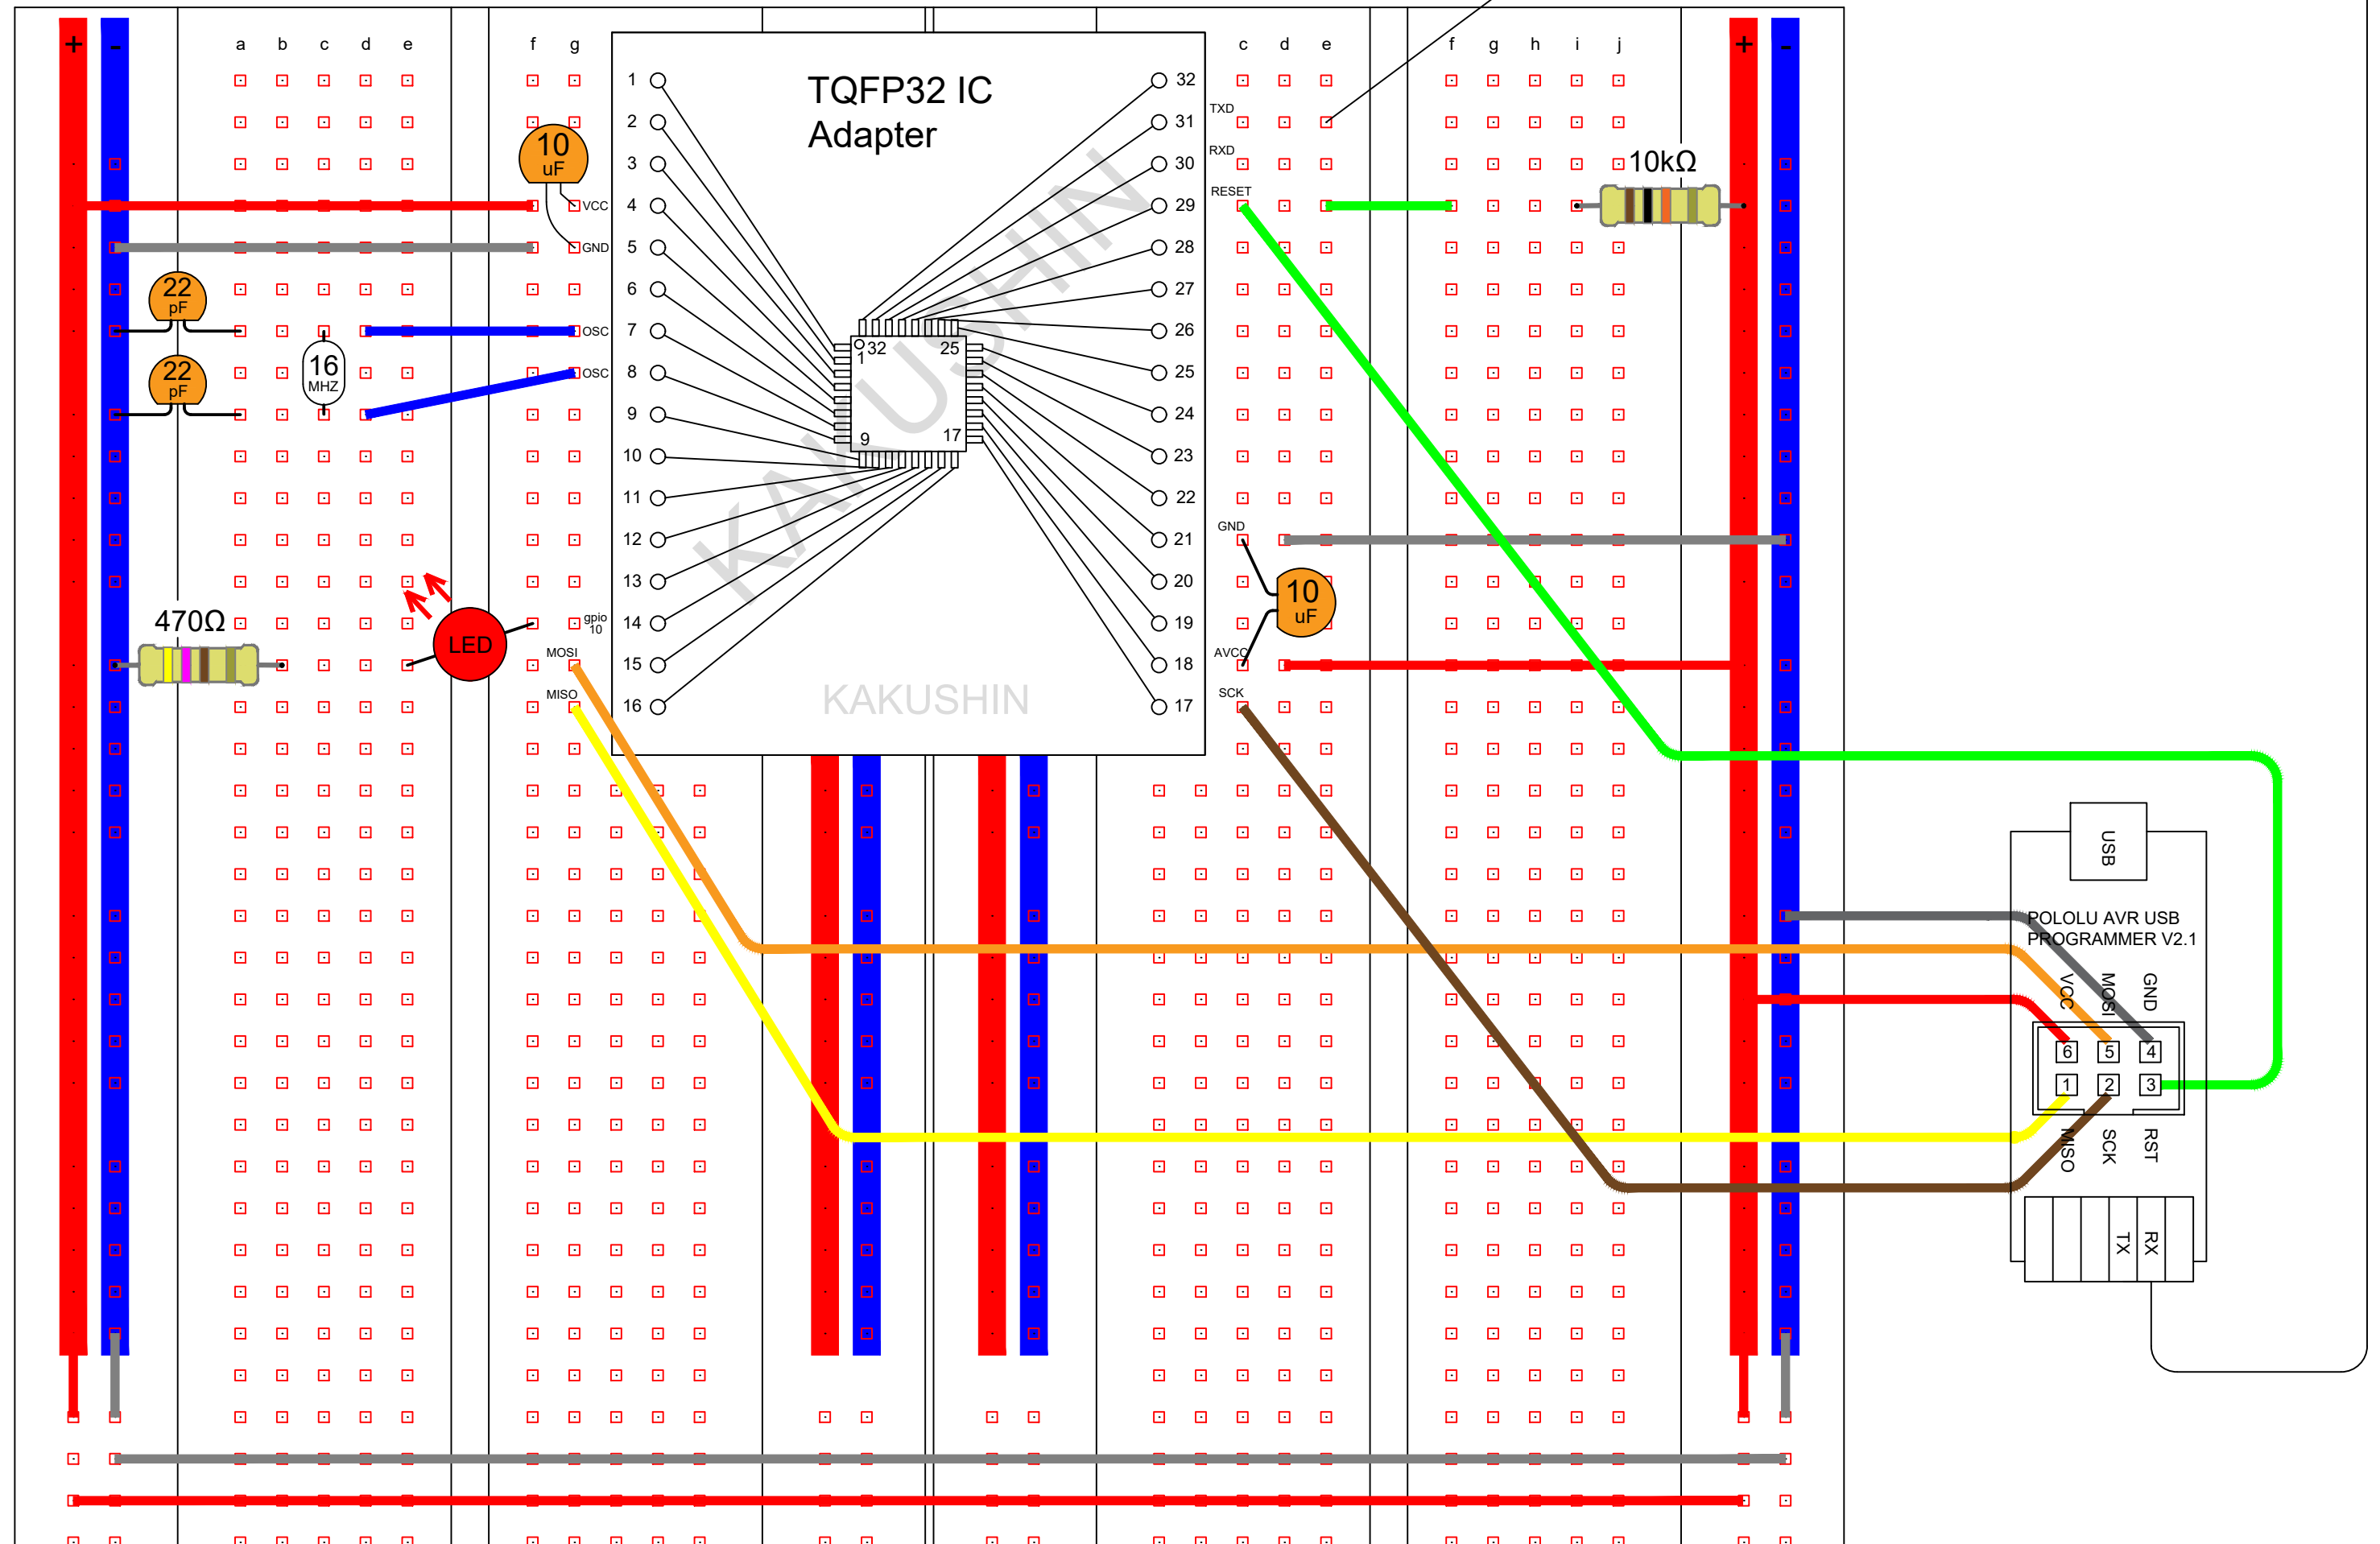 + - a b c d e f g c d e f g h i j + -
TQFP32 IC
Adapter
1
2
3
4
5
6
7
8
9
10
11
12
13
14
15
16
32
31
30
29
28
27
26
25
24
23
22
21
20
19
18
17
32 25
1
9 17
KAKUSHIN
KAKUSHIN
10
uF
VCC
GND
OSC
OSC
22
pF
22
pF
16
MHZ
470Ω
LED
gpio
10
MOSI
MISO
TXD
RXD
RESET
10kΩ
GND
10
uF
AVCC
SCK
USB
POLOLU AVR USB
PROGRAMMER V2.1
VCC MOSI GND
6 5 4
1 2 3
MISO SCK RST
TX RX